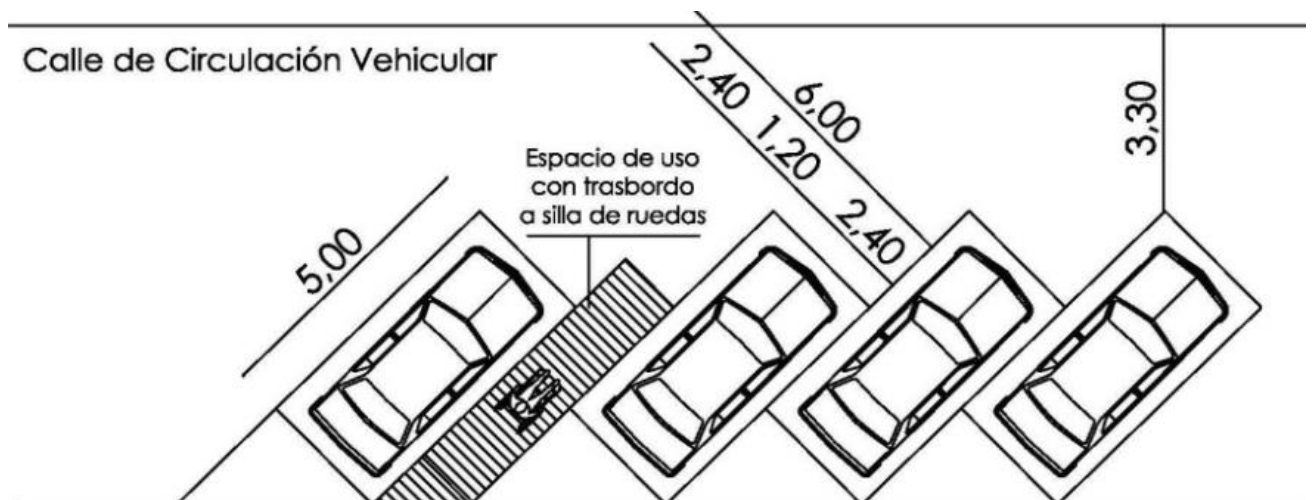 Calle de Circulación Vehicular
2,40 1,20 2,40
6,00
3,30
Espacio de uso
con trasbordo
a silla de ruedas
5,00